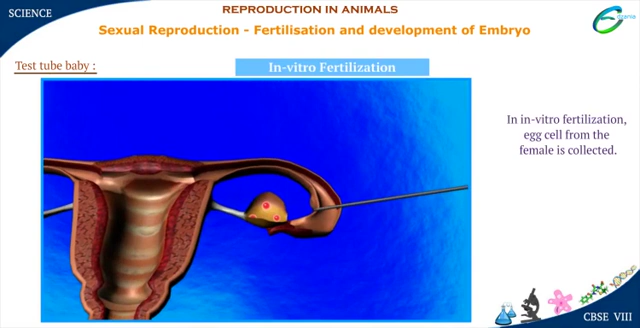 SCIENCE
REPRODUCTION IN ANIMALS
Sexual Reproduction - Fertilisation and development of Embryo
Test tube baby :
In-vitro Fertilization
In in-vitro fertilization,
egg cell from the
female is collected.
CBSE VIII